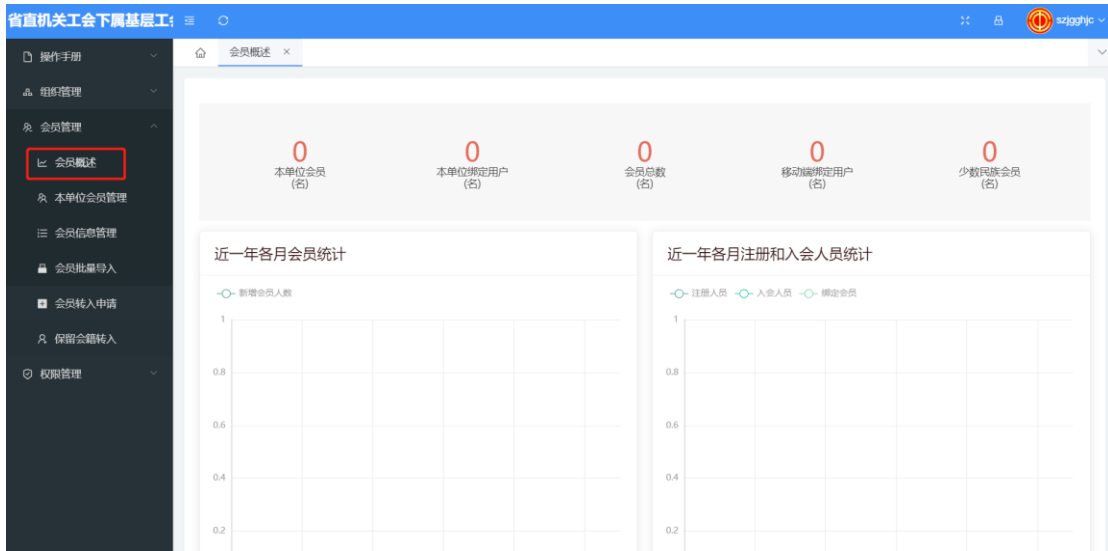 省直机关工会下属基层工
szjgghjc
操作手册
组织管理
会员管理
会员概述
本单位会员管理
会员信息管理
会员批量导入
会员转入申请
保留会籍转入
权限管理
会员概述 ×
0
本单位会员
(名)
0
本单位绑定用户
(名)
0
会员总数
(名)
0
移动端绑定用户
(名)
0
少数民族会员
(名)
近一年各月会员统计
新增会员人数
1
0.8
0.6
0.4
0.2
近一年各月注册和入会人员统计
注册人员 入会人员 绑定会员
1
0.8
0.6
0.4
0.2